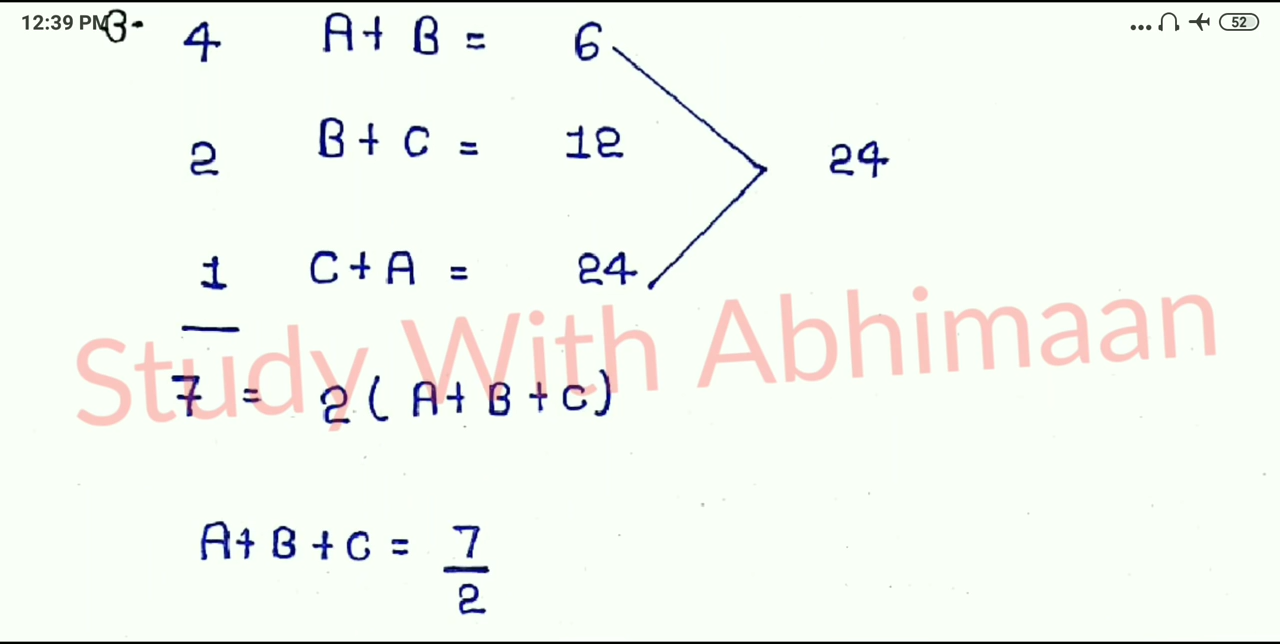 12:39 PM ... 52
3- 4 A+ B = 6
2 B+ C = 12 24
1 C+A = 24
Study With Abhimaan
7 = 2 ( A+ B + C )
A+ B + C = 7/2